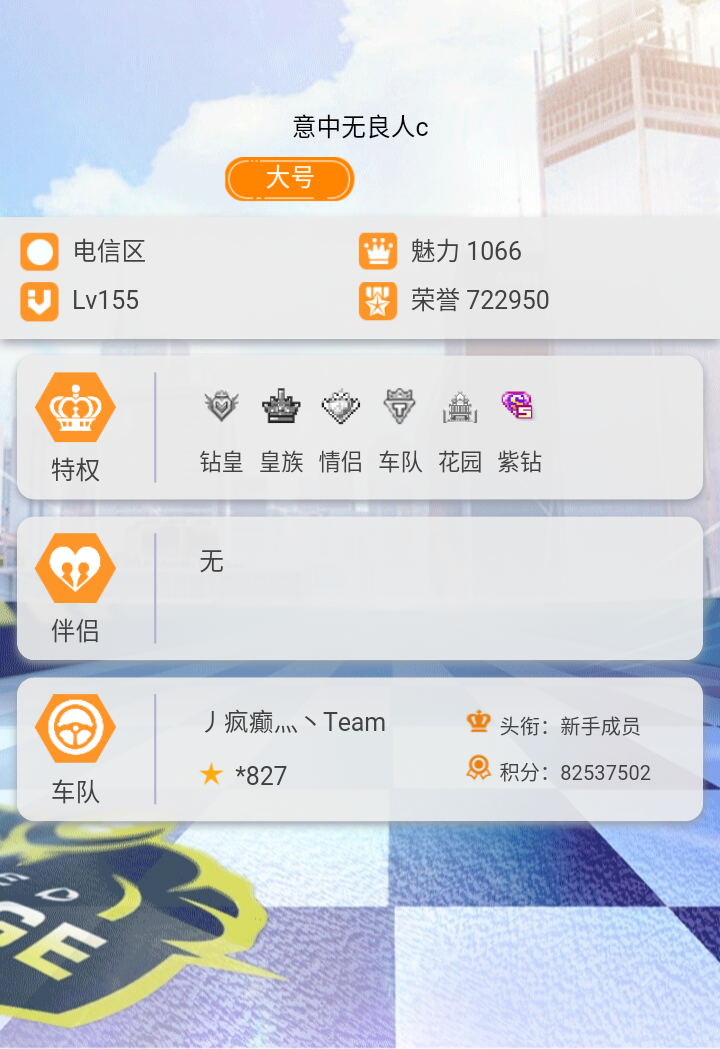 意中无良人c
大号
电信区
魅力 1066
Lv155
荣誉 722950
特权
钻皇 皇族 情侣 车队 花园 紫钻
伴侣
无
车队
丿疯癫灬丶Team
*827
头衔：新手成员
积分：82537502
ED
GE